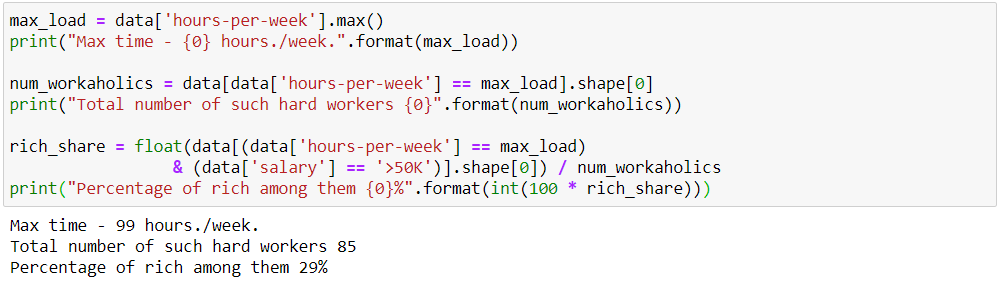 max_load = data['hours-per-week'].max()
print("Max time - {0} hours./week.".format(max_load))
num_workaholics = data[data['hours-per-week'] == max_load].shape[0]
print("Total number of such hard workers {0}".format(num_workaholics))
rich_share = float(data[(data['hours-per-week'] == max_load)
& (data['salary'] == '>50K')].shape[0]) / num_workaholics
print("Percentage of rich among them {0}%".format(int(100 * rich_share)))
Max time - 99 hours./week.
Total number of such hard workers 85
Percentage of rich among them 29%